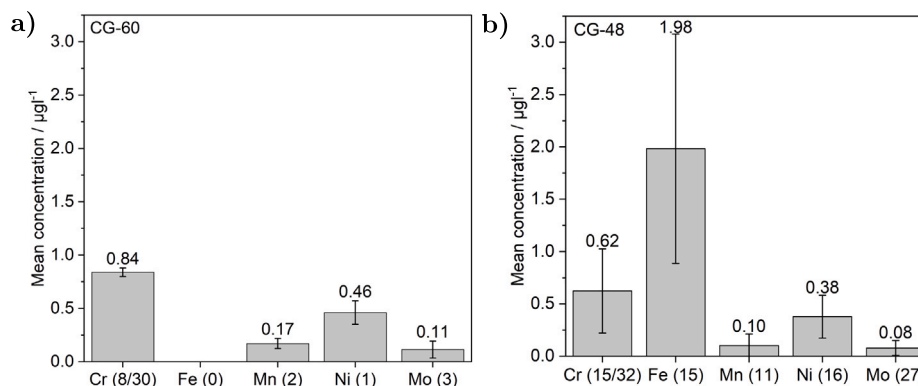 a)
CG-60
Mean concentration / µgl⁻¹
3.0
2.5
2.0
1.5
1.0
0.5
0.0
0.84
0.17
0.46
0.11
Cr (8/30) Fe (0) Mn (2) Ni (1) Mo (3)
b)
CG-48
Mean concentration / µgl⁻¹
3.0
2.5
2.0
1.5
1.0
0.5
0.0
0.62
1.98
0.10
0.38
0.08
Cr (15/32) Fe (15) Mn (11) Ni (16) Mo (27